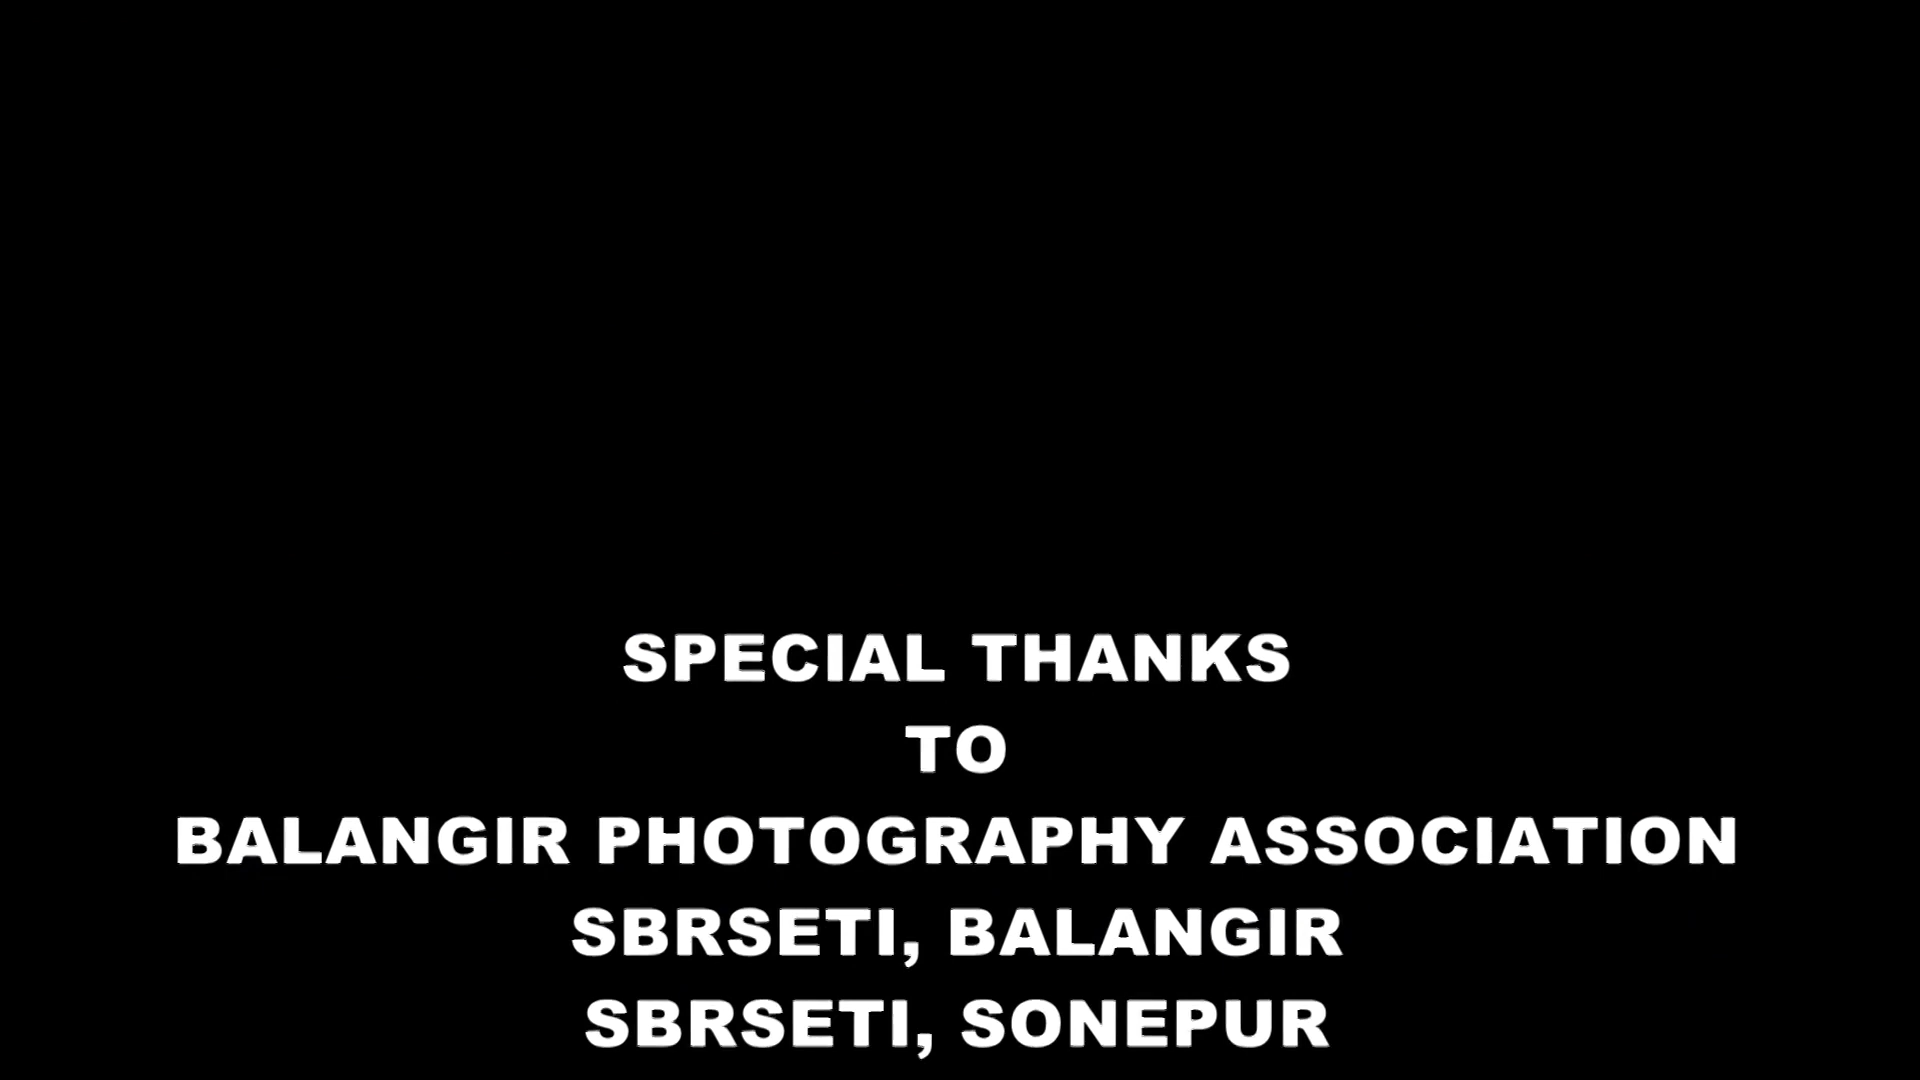 SPECIAL THANKS
TO
BALANGIR PHOTOGRAPHY ASSOCIATION
SBRSETI, BALANGIR
SBRSETI, SONEPUR